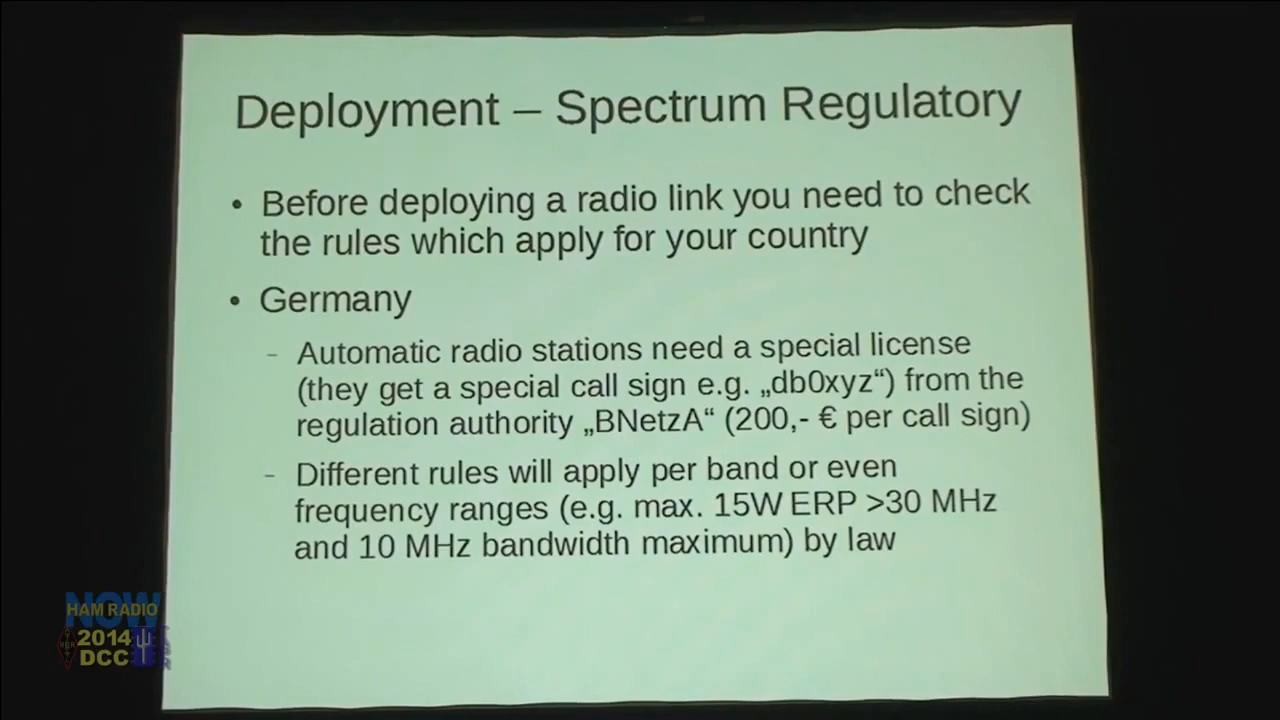 Deployment – Spectrum Regulatory
• Before deploying a radio link you need to check
the rules which apply for your country
• Germany
– Automatic radio stations need a special license
(they get a special call sign e.g. „db0xyz“) from the
regulation authority „BNetzA“ (200,- € per call sign)
– Different rules will apply per band or even
frequency ranges (e.g. max. 15W ERP >30 MHz
and 10 MHz bandwidth maximum) by law
NOW
HAM RADIO
2014
DCC